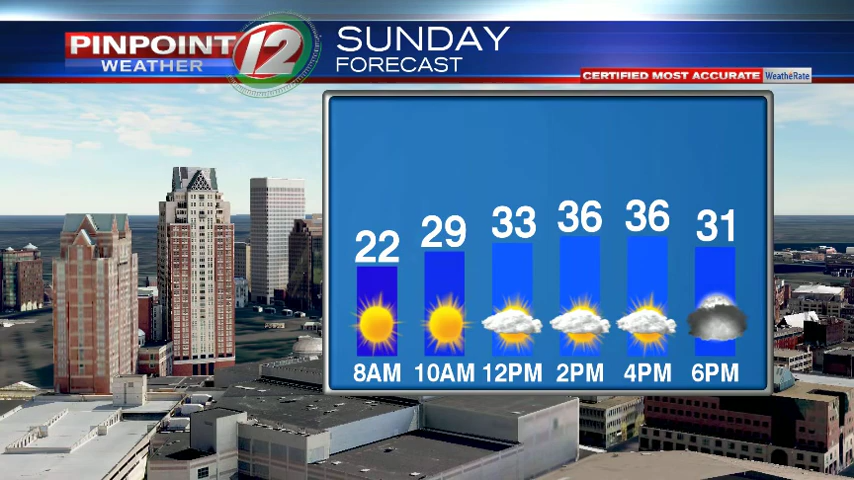 PINPOINT 12
WEATHER
SUNDAY
FORECAST
CERTIFIED MOST ACCURATE WeatheRate
22 29 33 36 36 31
8AM 10AM 12PM 2PM 4PM 6PM